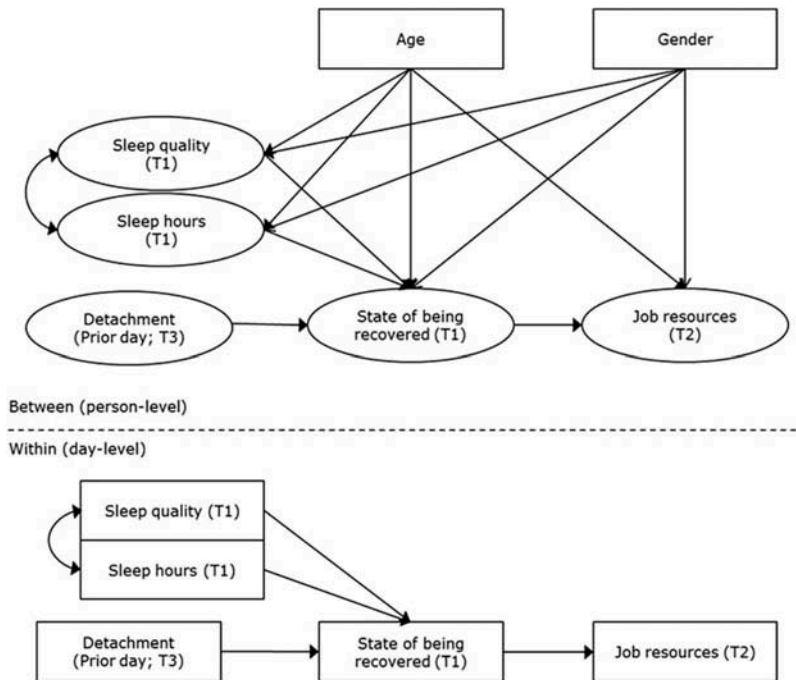 Age
Gender
Sleep quality
(T1)
Sleep hours
(T1)
Detachment
(Prior day; T3)
State of being
recovered (T1)
Job resources
(T2)
Between (person-level)
Within (day-level)
Sleep quality (T1)
Sleep hours (T1)
Detachment
(Prior day; T3)
State of being
recovered (T1)
Job resources (T2)